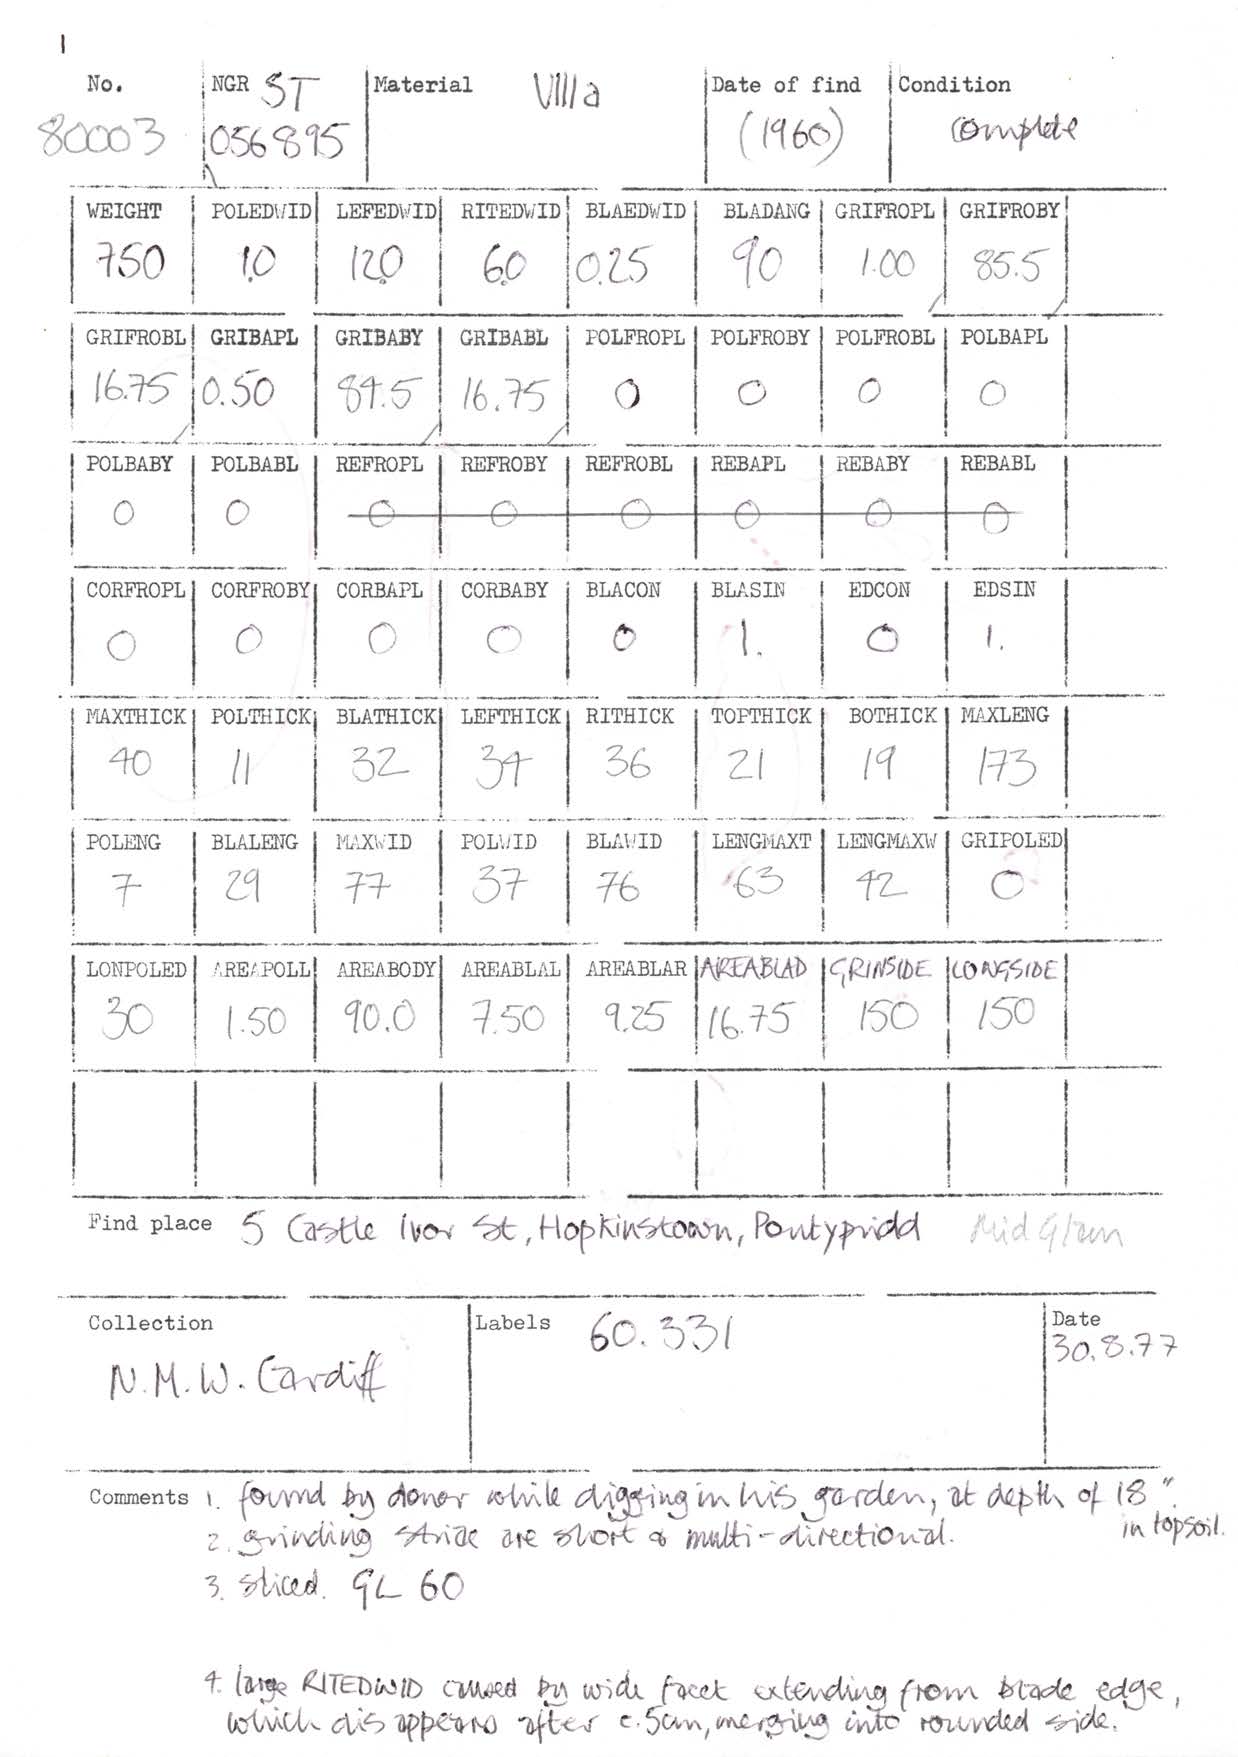 1
No. NGR ST Material VIIIa Date of find Condition
80003 056895 (1960) complete
WEIGHT POLEDWID LEFEDWID RITEDWID BLAEDWID BLADANG GRIFROPL GRIFROBY
750 1.0 12.0 6.0 0.25 90 1.00 85.5
GRIFROBL GRIBAPL GRIBABY GRIBABL POLFROPL POLFROBY POLFROBL POLBAPL
16.75 0.50 84.5 16.75 0 0 0 0
POLBABY POLBABL REFROPL REFROBY REFROBL REBAPL REBABY REBABL
0 0 0 0 0 0 0 0
CORFROPL CORFROBY CORBAPL CORBABY BLACON BLASIN EDCON EDSIN
0 0 0 0 0 1. 0 1.
MAXTHICK POLTHICK BLATHICK LEFTHICK RITHICK TOPTHICK BOTHICK MAXLENG
40 11 32 34 36 21 19 173
POLENG BLALENG MAXWID POLWID BLAWID LENGMAXT LENGMAXW GRIPOLED
7 29 77 37 76 63 42 0
LONPOLED AREAPOLL AREABODY AREABLAL AREABLAR AREABLAD GRINSIDE LONGSIDE
30 1.50 90.0 7.50 9.25 16.75 150 150
Find place 5 Castle Ivor St, Hopkinstown, Pontypridd Mid Glam
Collection Labels 60.331 Date
N.M.W. Cardiff 30.8.77
Comments 1. found by donor while digging in his garden, at depth of 18"
in topsoil.
2. grinding striae are short & multi-directional.
3. sliced. GL 60
4. large RITEDWID caused by wide facet extending from blade edge,
which disappears after c.5cm, merging into rounded side.